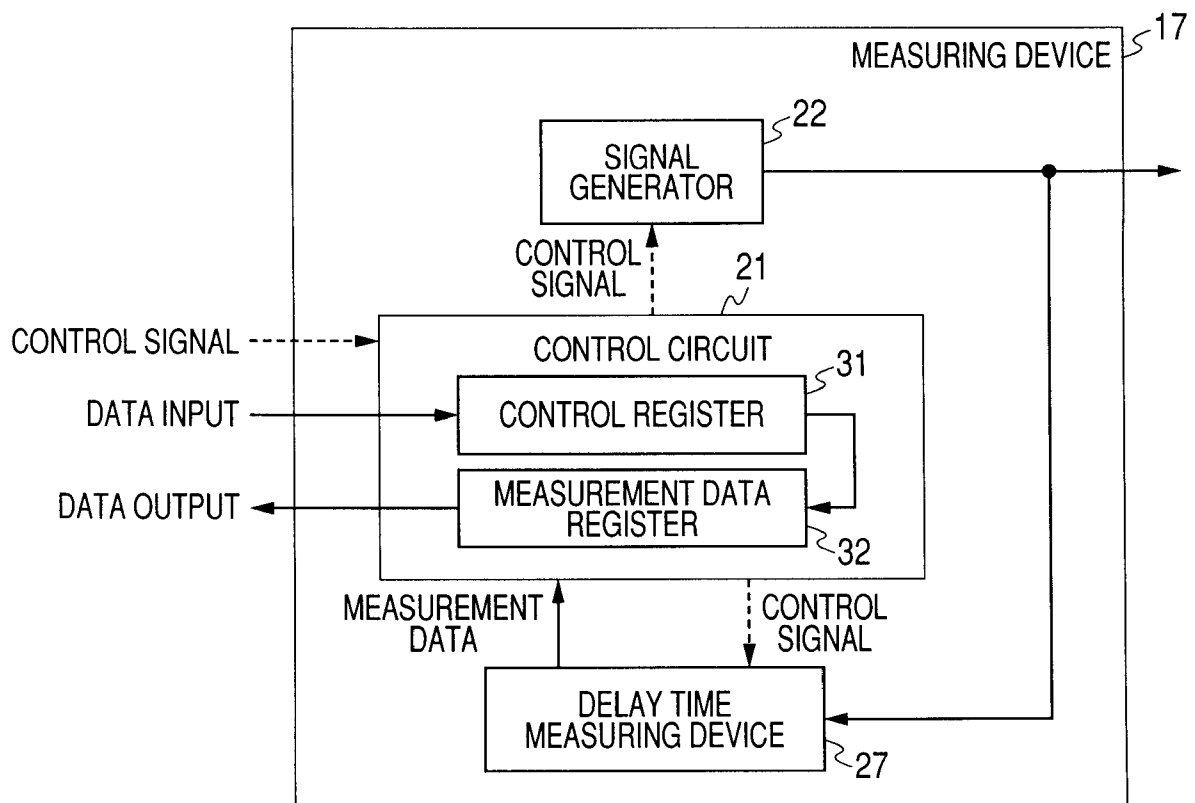 17
MEASURING DEVICE
22
SIGNAL
GENERATOR
CONTROL
SIGNAL
21
CONTROL SIGNAL
CONTROL CIRCUIT
31
DATA INPUT
CONTROL REGISTER
DATA OUTPUT
MEASUREMENT DATA
REGISTER
32
MEASUREMENT
DATA
CONTROL
SIGNAL
DELAY TIME
MEASURING DEVICE
27